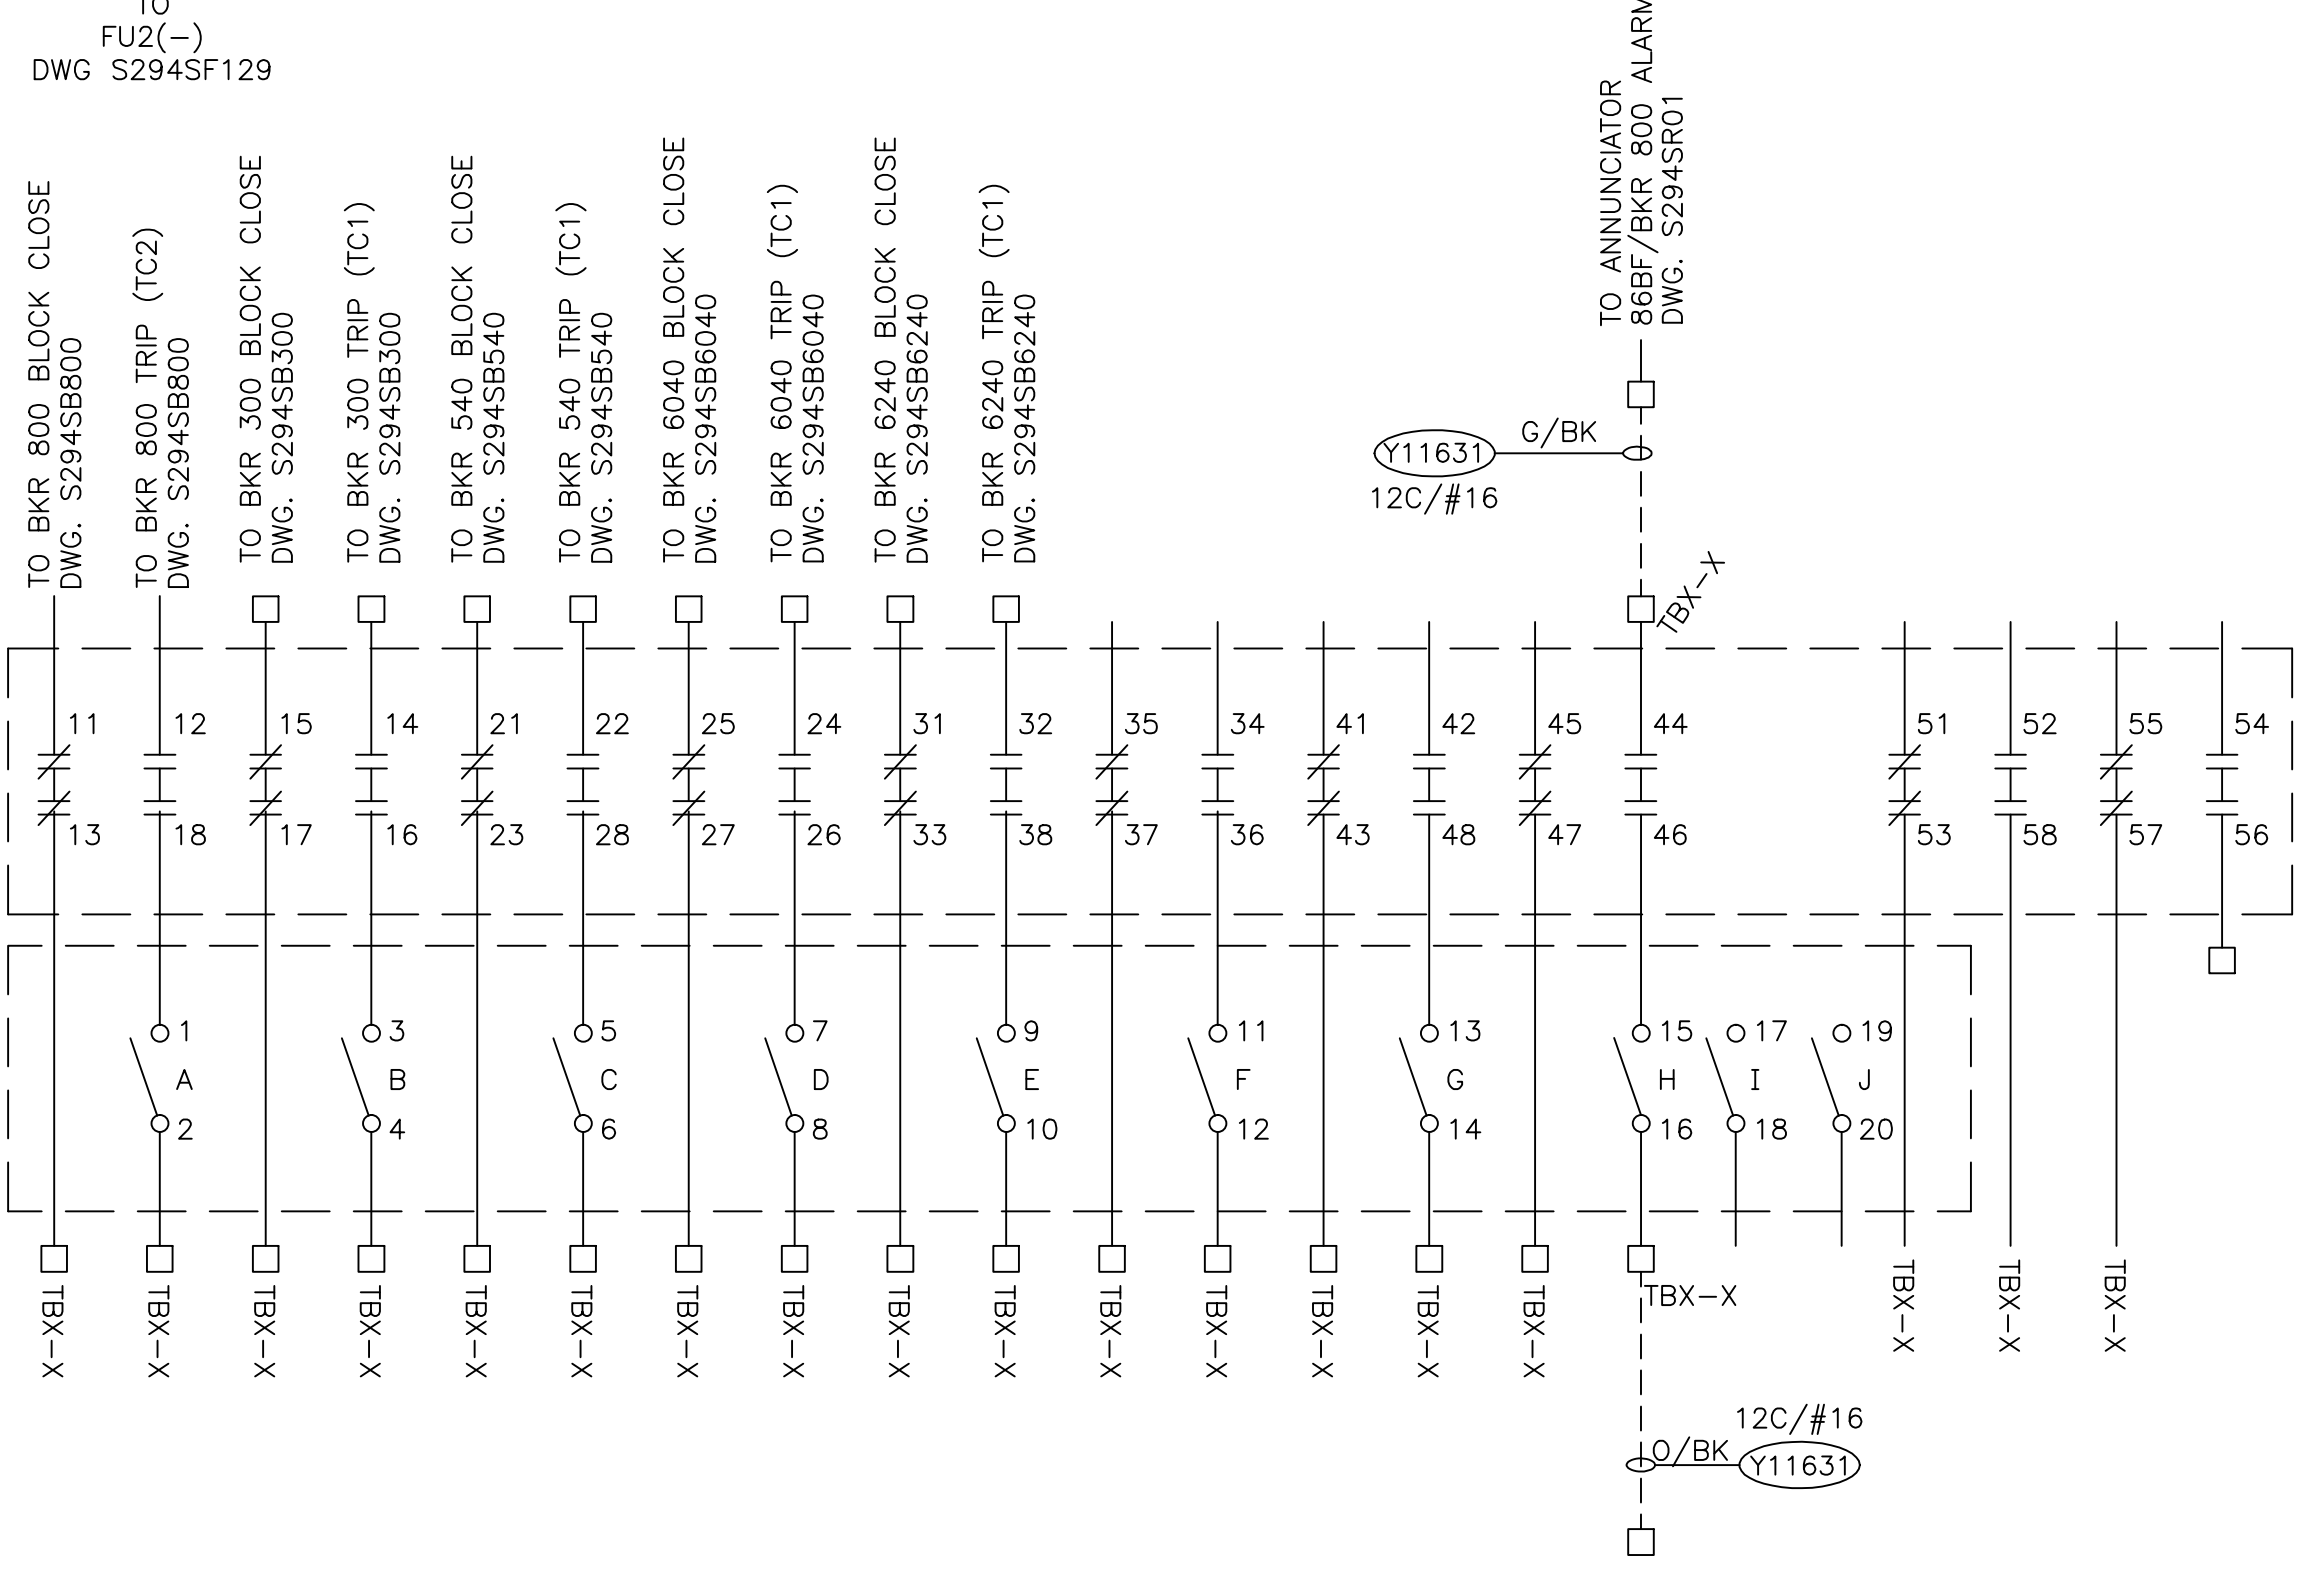 TO
FU2(-)
DWG S294SF129
TO BKR 800 BLOCK CLOSE
DWG. S294SB800
TO BKR 800 TRIP (TC2)
DWG. S294SB800
TO BKR 300 BLOCK CLOSE
DWG. S294SB300
TO BKR 300 TRIP (TC1)
DWG. S294SB300
TO BKR 540 BLOCK CLOSE
DWG. S294SB540
TO BKR 540 TRIP (TC1)
DWG. S294SB540
TO BKR 6040 BLOCK CLOSE
DWG. S294SB6040
TO BKR 6040 TRIP (TC1)
DWG. S294SB6040
TO BKR 6240 BLOCK CLOSE
DWG. S294SB6240
TO BKR 6240 TRIP (TC1)
DWG. S294SB6240
TO ANNUNCIATOR
86BF/BKR 800 ALARM
DWG. S294SR01
G/BK
Y11631
12C/#16
TBX-X
11 12 15 14 21 22 25 24 31 32 35 34 41 42 45 44 51 52 55 54
13 18 17 16 23 28 27 26 33 38 37 36 43 48 47 46 53 58 57 56
1 3 5 7 9 11 13 15 17 19
A B C D E F G H I J
2 4 6 8 10 12 14 16 18 20
TBX-X TBX-X TBX-X TBX-X TBX-X TBX-X TBX-X TBX-X TBX-X TBX-X TBX-X TBX-X TBX-X TBX-X TBX-X TBX-X TBX-X TBX-X TBX-X
12C/#16
O/BK
Y11631